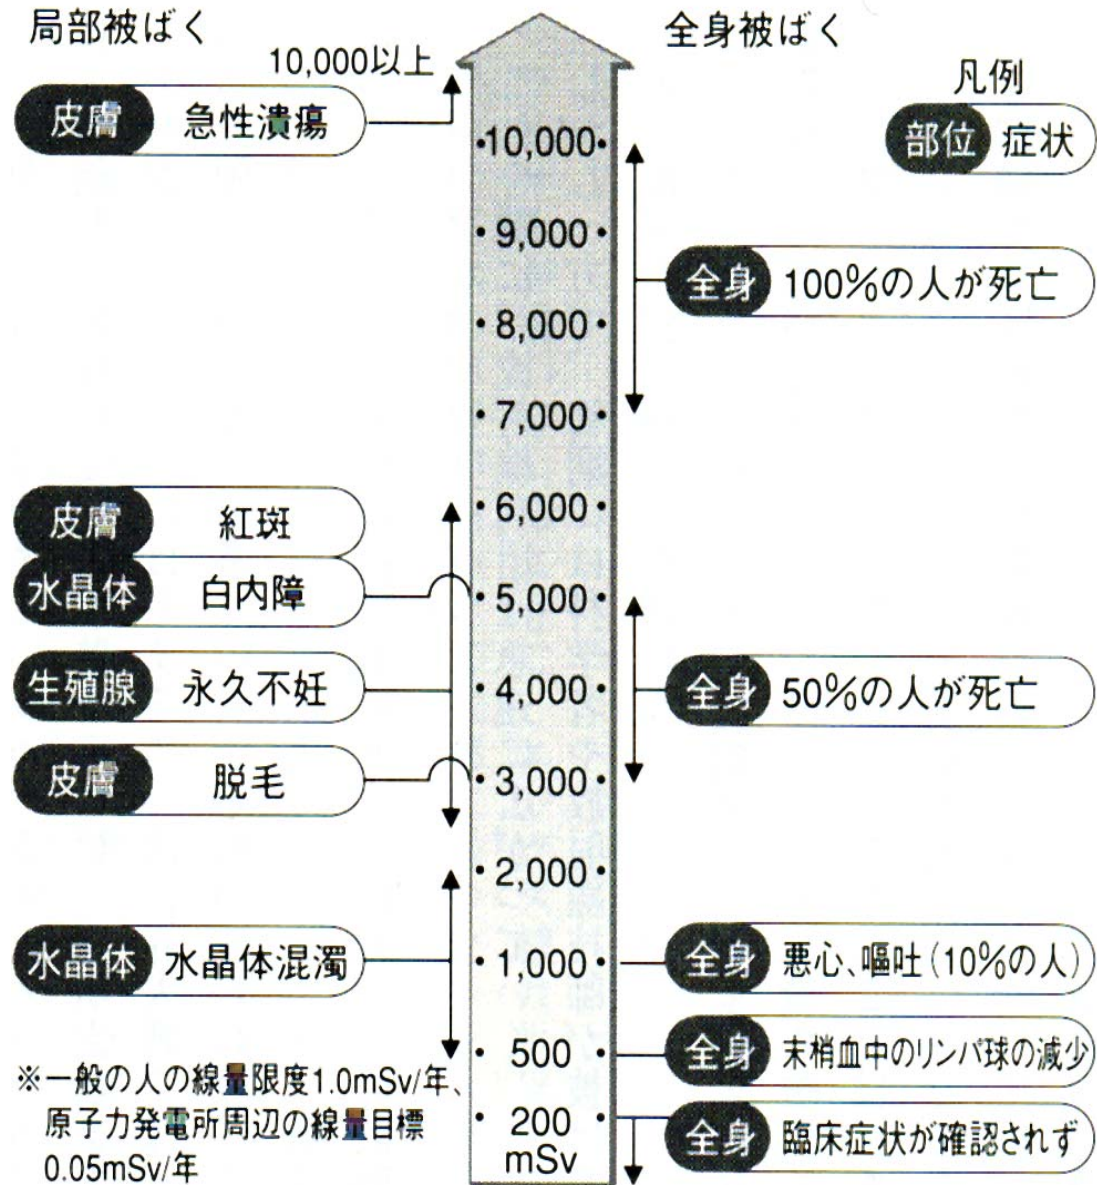 局部被ばく
全身被ばく
10,000以上
凡例
部位 症状
皮膚 急性潰瘍
・10,000・
・9,000・
全身 100%の人が死亡
・8,000・
・7,000・
皮膚 紅斑
・6,000・
水晶体 白内障
・5,000・
生殖腺 永久不妊
・4,000・
全身 50%の人が死亡
皮膚 脱毛
・3,000・
・2,000・
水晶体 水晶体混濁
・1,000・
全身 悪心、嘔吐(10%の人)
・500・
全身 末梢血中のリンパ球の減少
・200・
mSv
全身 臨床症状が確認されず
※一般の人の線量限度1.0mSv/年、
原子力発電所周辺の線量目標
0.05mSv/年